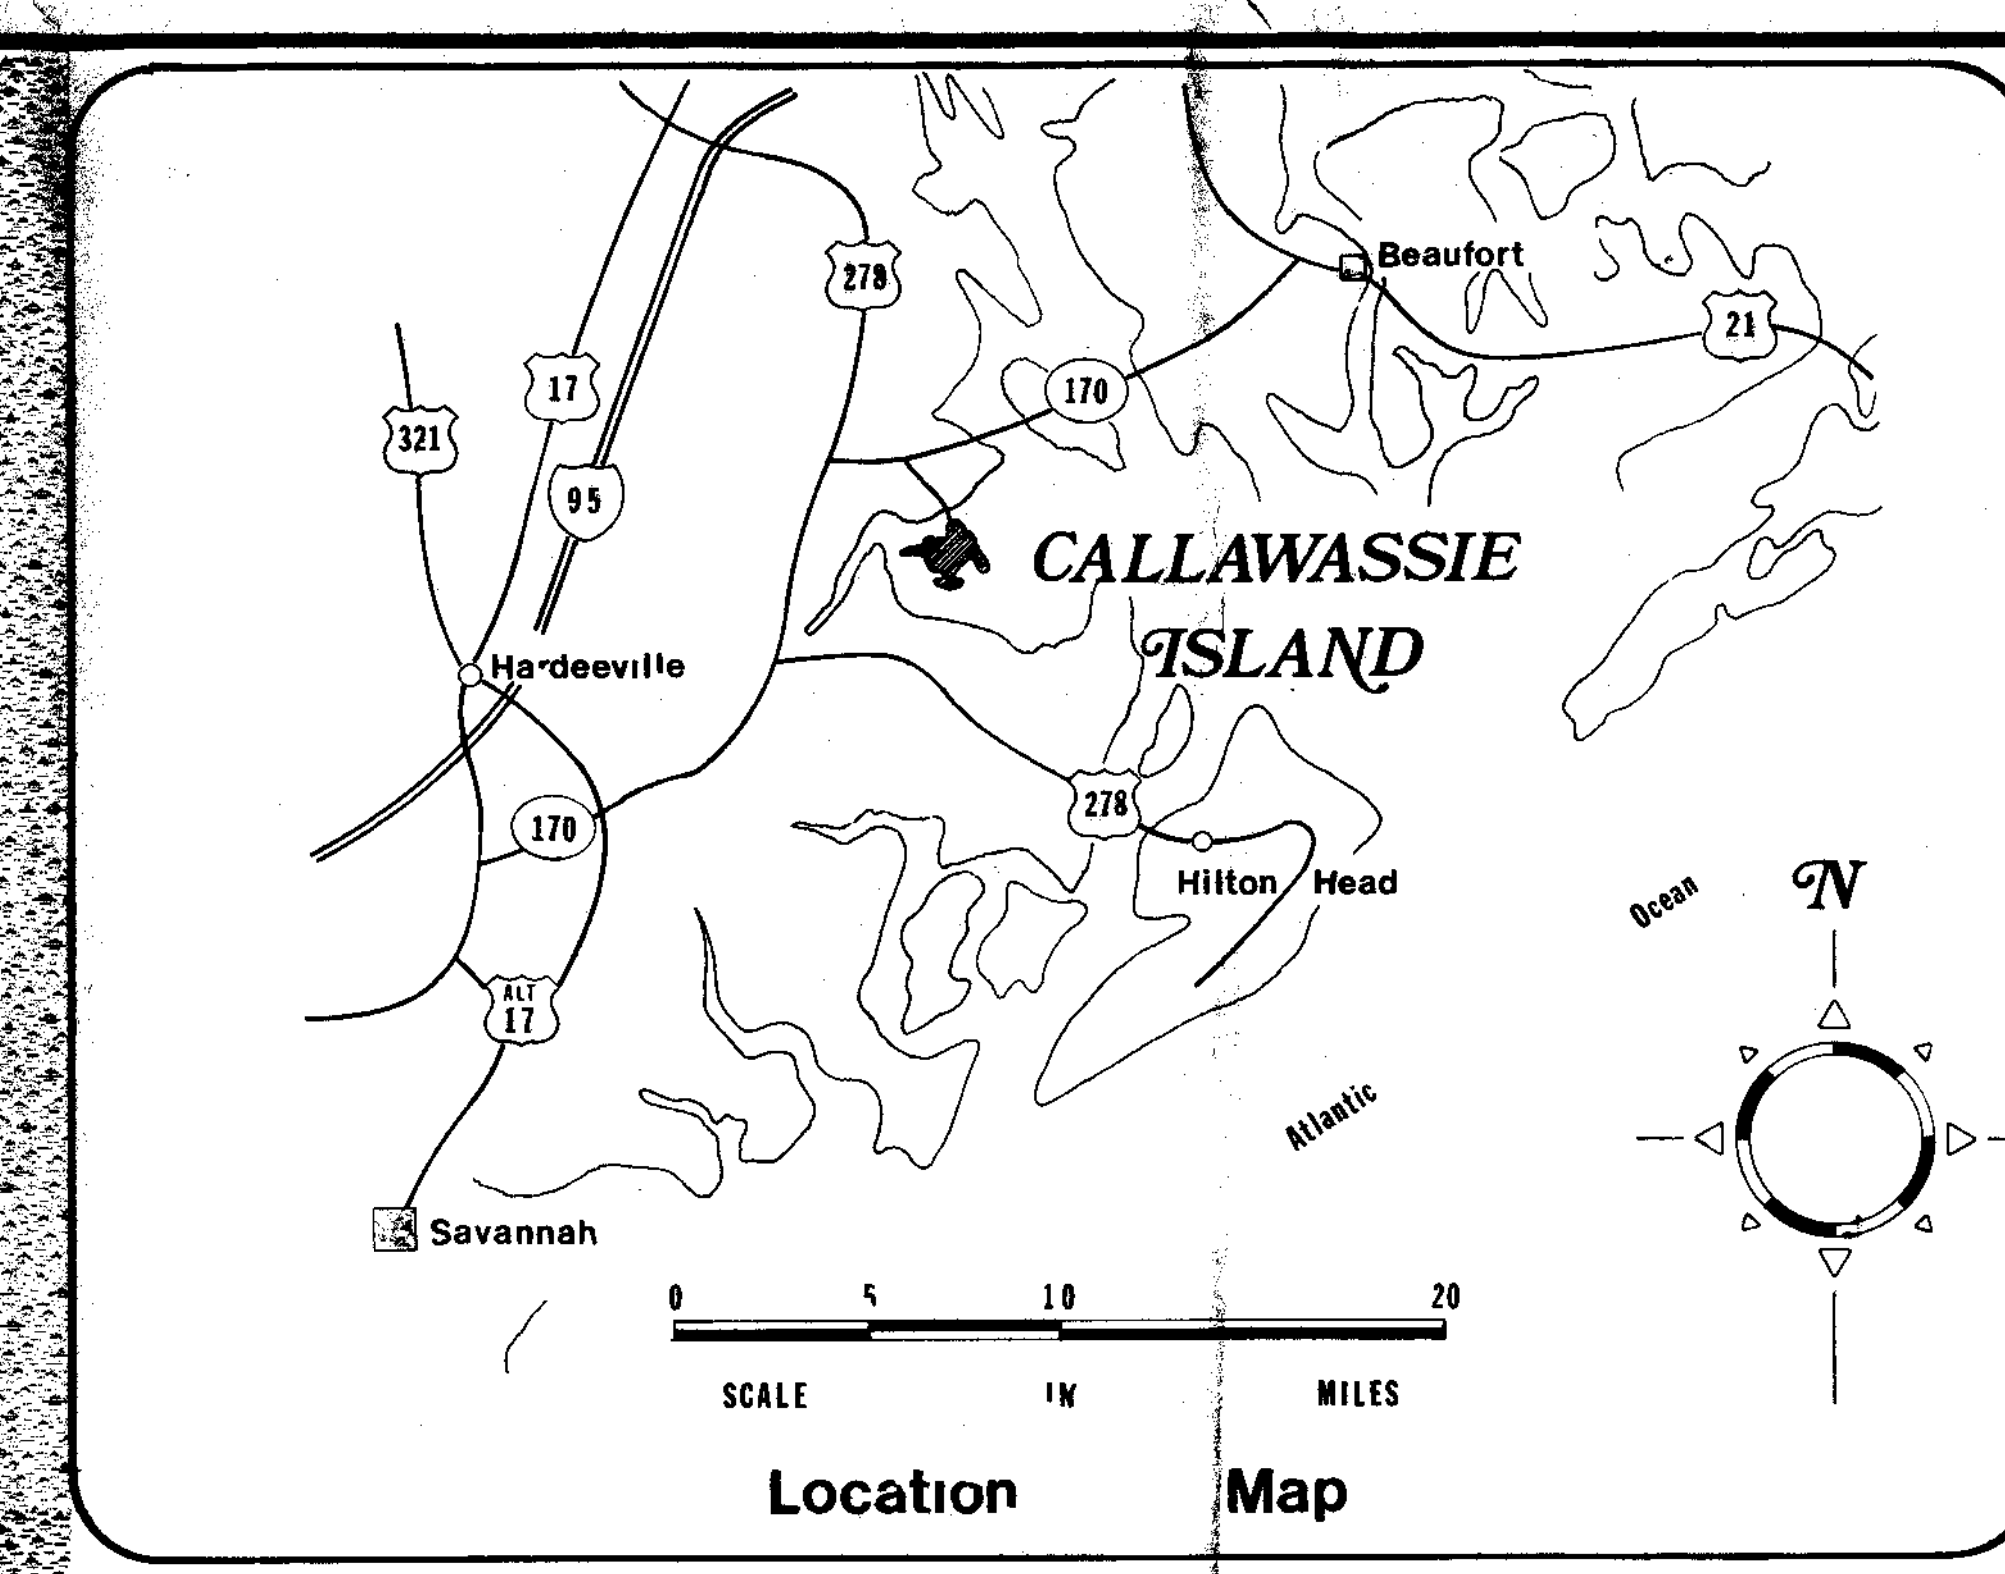 Beaufort
278
21
17
170
321
95
CALLAWASSIE
ISLAND
Hardeeville
278
170
Hilton Head
N
Ocean
ALT
17
Atlantic
Savannah
0 5 10 20
SCALE IN MILES
Location Map